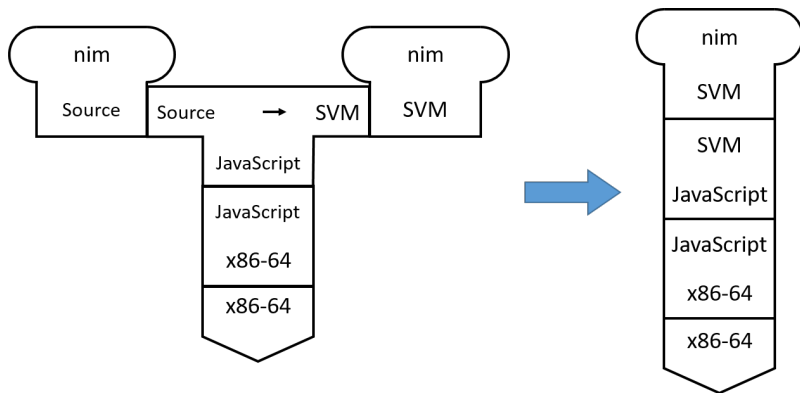 nim
nim
Source
Source → SVM
SVM
JavaScript
JavaScript
x86-64
x86-64
nim
SVM
SVM
JavaScript
JavaScript
x86-64
x86-64